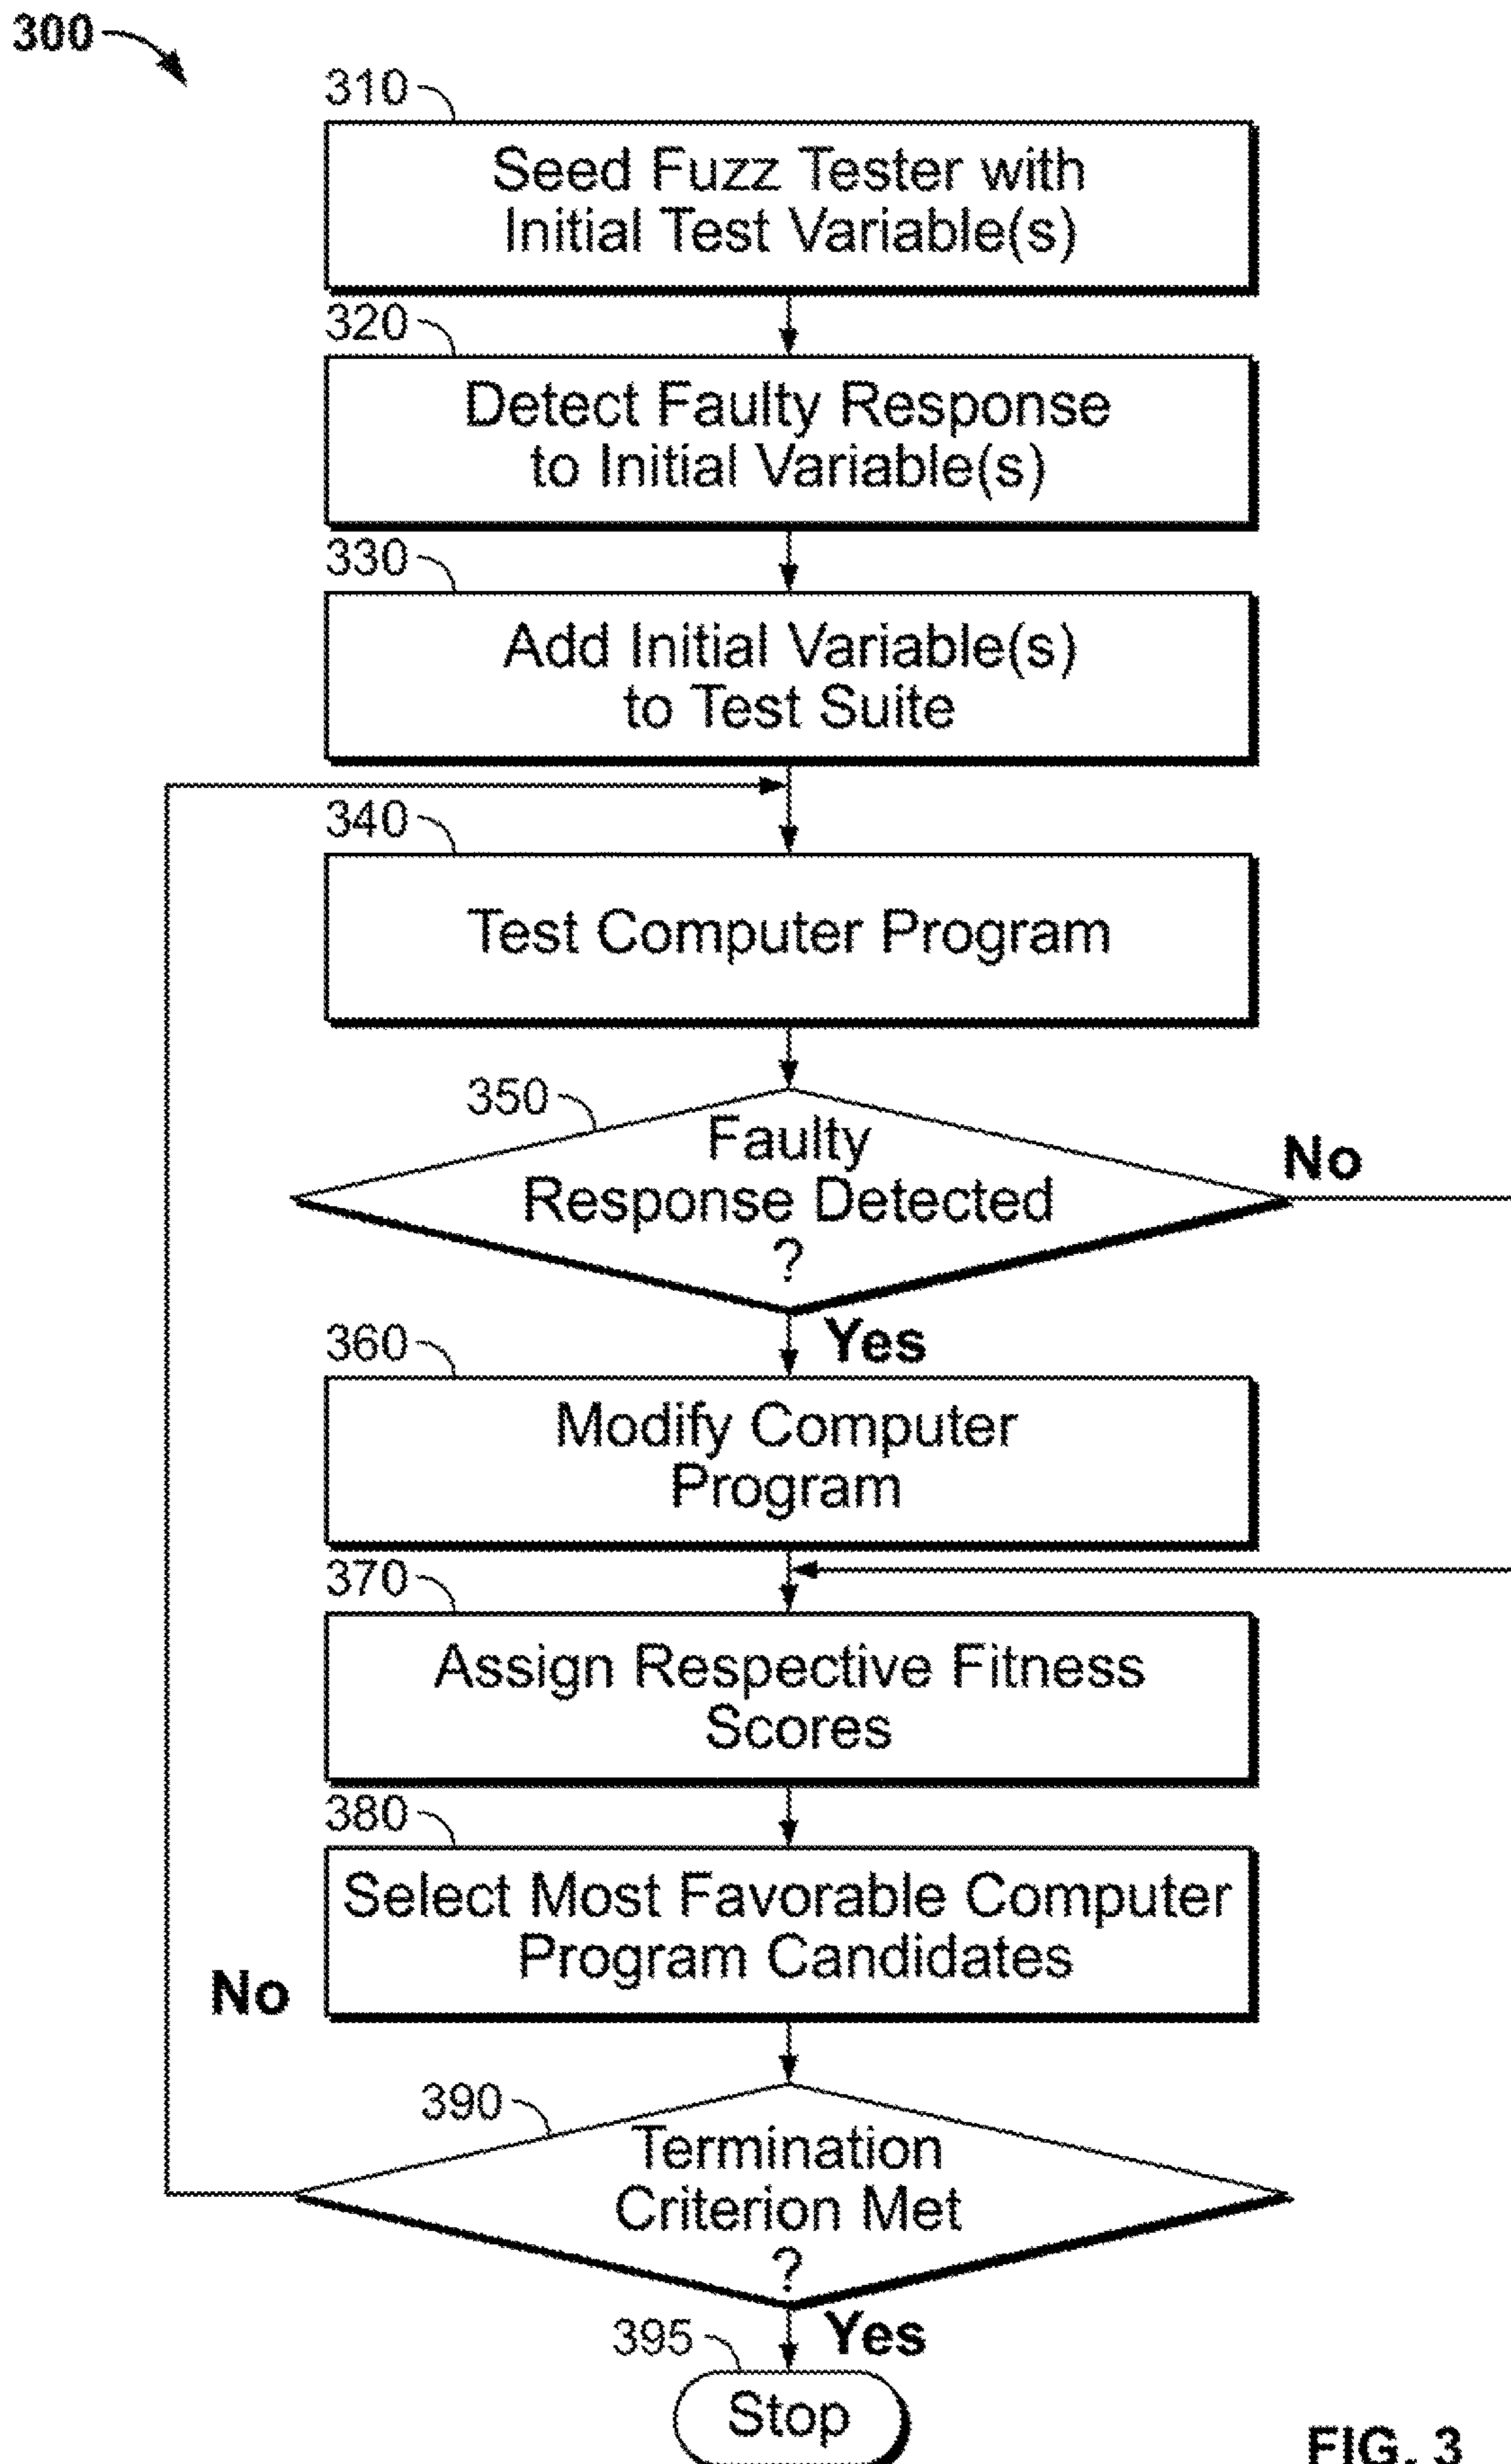 300
310
Seed Fuzz Tester with
Initial Test Variable(s)
320
Detect Faulty Response
to Initial Variable(s)
330
Add Initial Variable(s)
to Test Suite
340
Test Computer Program
350
Faulty
Response Detected
?
No
Yes
360
Modify Computer
Program
370
Assign Respective Fitness
Scores
380
Select Most Favorable Computer
Program Candidates
No
390
Termination
Criterion Met
?
Yes
395
Stop
FIG. 3